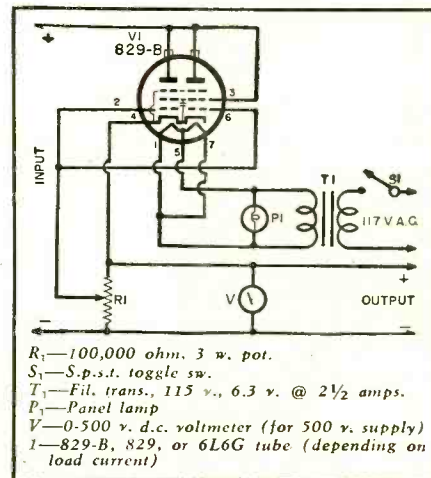 +
V1
829-B
2
3
4
6
1
5
7
INPUT
T1
S1
P1
117 V.A.C.
+
R1
V
OUTPUT
−
−
R₁—100,000 ohm. 3 w. pot.
S₁—S.p.s.t. toggle sw.
T₁—Fil. trans., 115 v., 6.3 v. @ 2½ amps.
P₁—Panel lamp
V—0-500 v. d.c. voltmeter (for 500 v. supply)
1—829-B, 829, or 6L6G tube (depending on
load current)